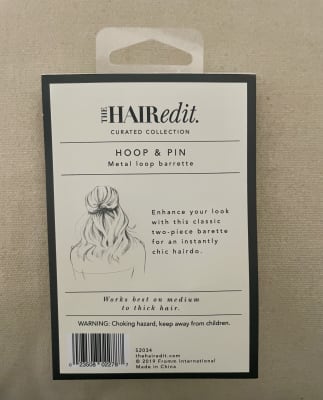 THE HAIRedit.
CURATED COLLECTION
HOOP & PIN
Metal loop barrette
Enhance your look
with this classic
two-piece barette
for an instantly
chic hairdo.
Works best on medium
to thick hair.
WARNING: Choking hazard, keep away from children.
52034
thehairedit.com
© 2019 Fromm International
Made in China